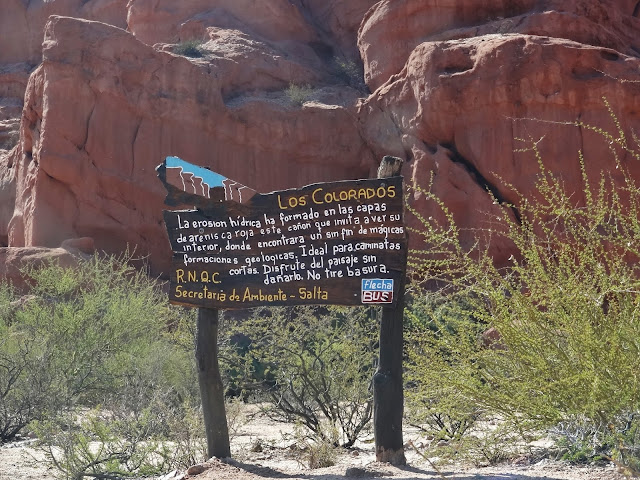 LOS COLORADOS
La erosion hídrica ha formado en las capas
de arenisca roja este cañon que invita a ver su
interior, donde encontrara un sin fin de mágicas
formaciones geologicas. Ideal para caminatas
cortas. Disfrute del paisaje sin
dañarlo. No tire basura.
R.N.Q.C.
Secretaria de Ambiente - Salta
flecha
BUS